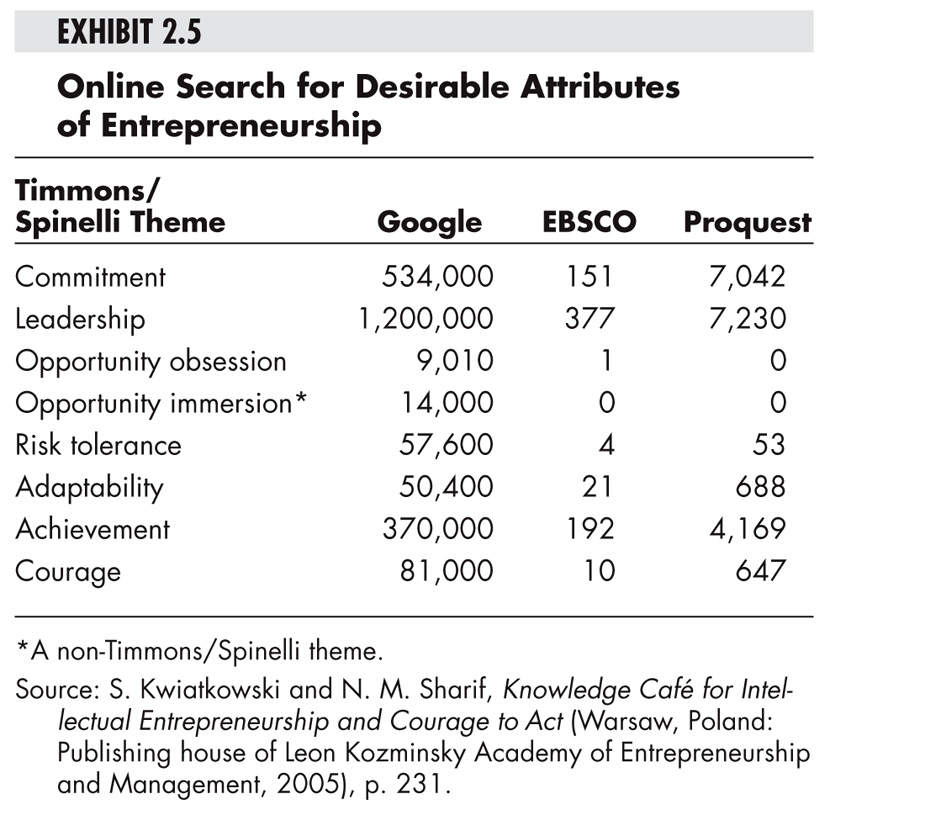 EXHIBIT 2.5
Online Search for Desirable Attributes
of Entrepreneurship
Timmons/
Spinelli Theme Google EBSCO Proquest
Commitment 534,000 151 7,042
Leadership 1,200,000 377 7,230
Opportunity obsession 9,010 1 0
Opportunity immersion* 14,000 0 0
Risk tolerance 57,600 4 53
Adaptability 50,400 21 688
Achievement 370,000 192 4,169
Courage 81,000 10 647
*A non-Timmons/Spinelli theme.
Source: S. Kwiatkowski and N. M. Sharif, Knowledge Café for Intel-
lectual Entrepreneurship and Courage to Act (Warsaw, Poland:
Publishing house of Leon Kozminsky Academy of Entrepreneurship
and Management, 2005), p. 231.